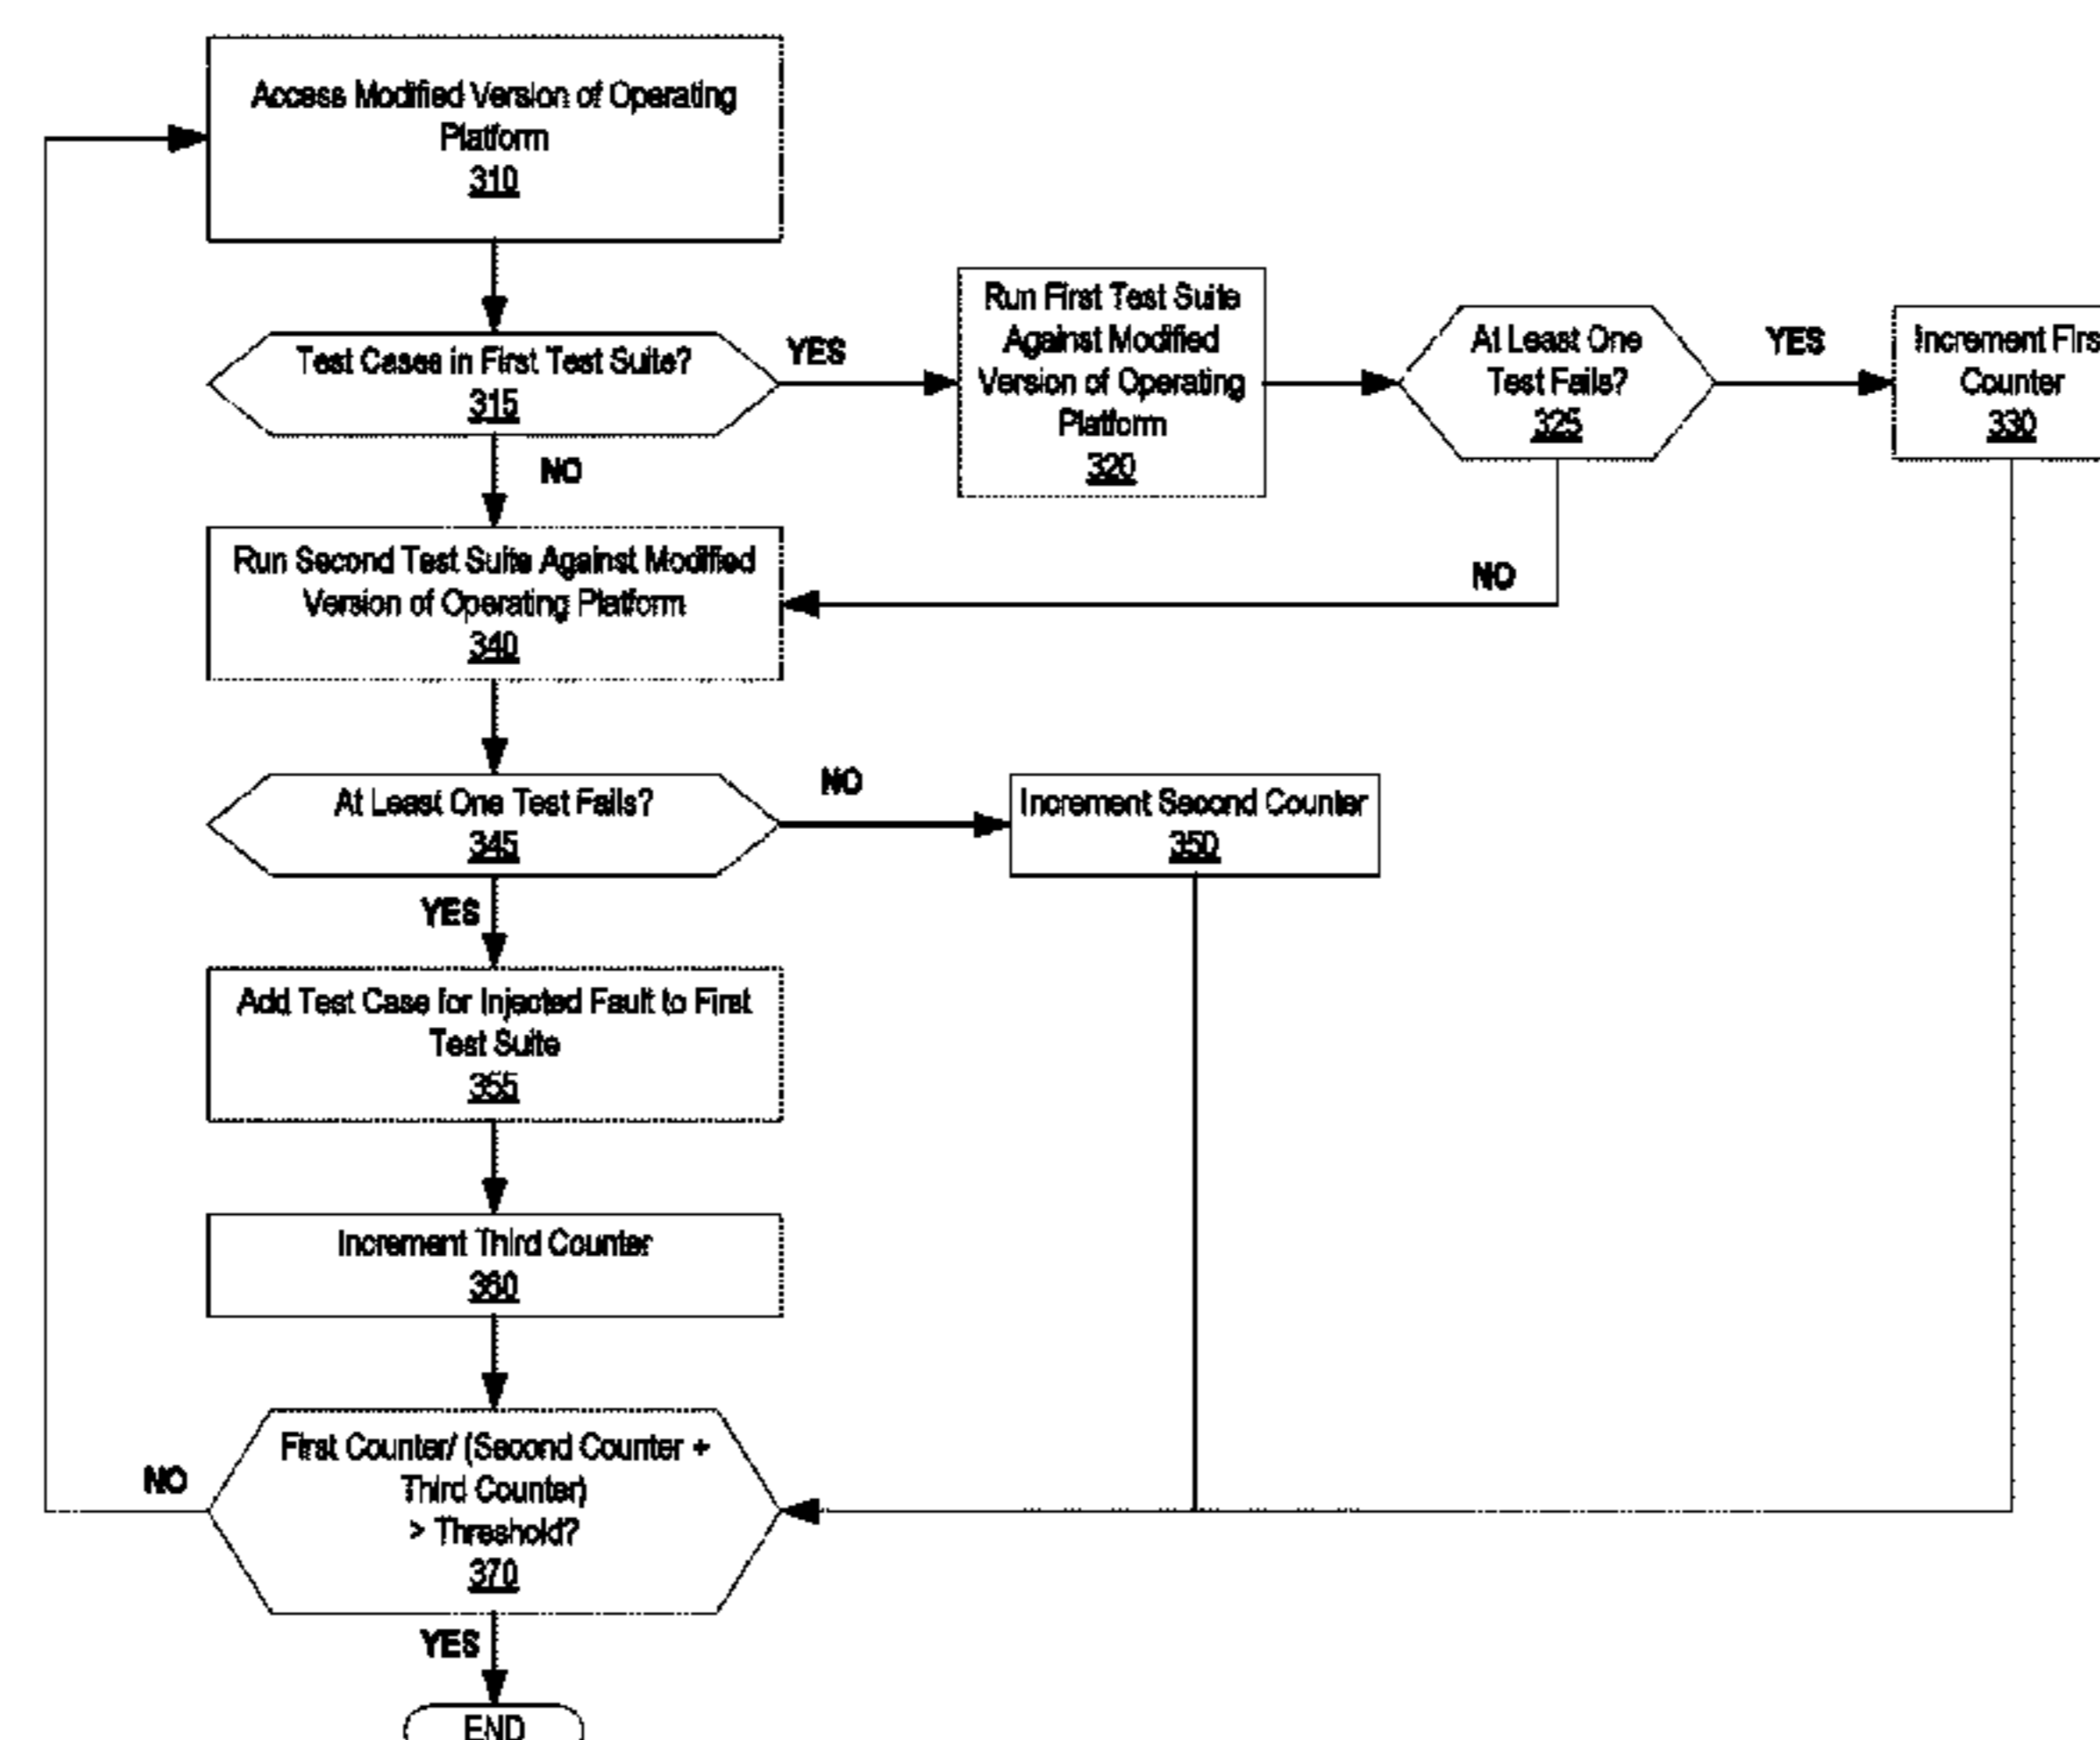 Access Modified Version of Operating
Platform
310
Test Cases in First Test Suite?
315
YES
Run First Test Suite
Against Modified
Version of Operating
Platform
320
At Least One
Test Fails?
325
YES
Increment Firs
Counter
330
NO
NO
Run Second Test Suite Against Modified
Version of Operating Platform
340
At Least One Test Fails?
345
NO
Increment Second Counter
350
YES
Add Test Case for Injected Fault to First
Test Suite
355
Increment Third Counter
360
First Counter/ (Second Counter +
Third Counter)
> Threshold?
370
NO
YES
END